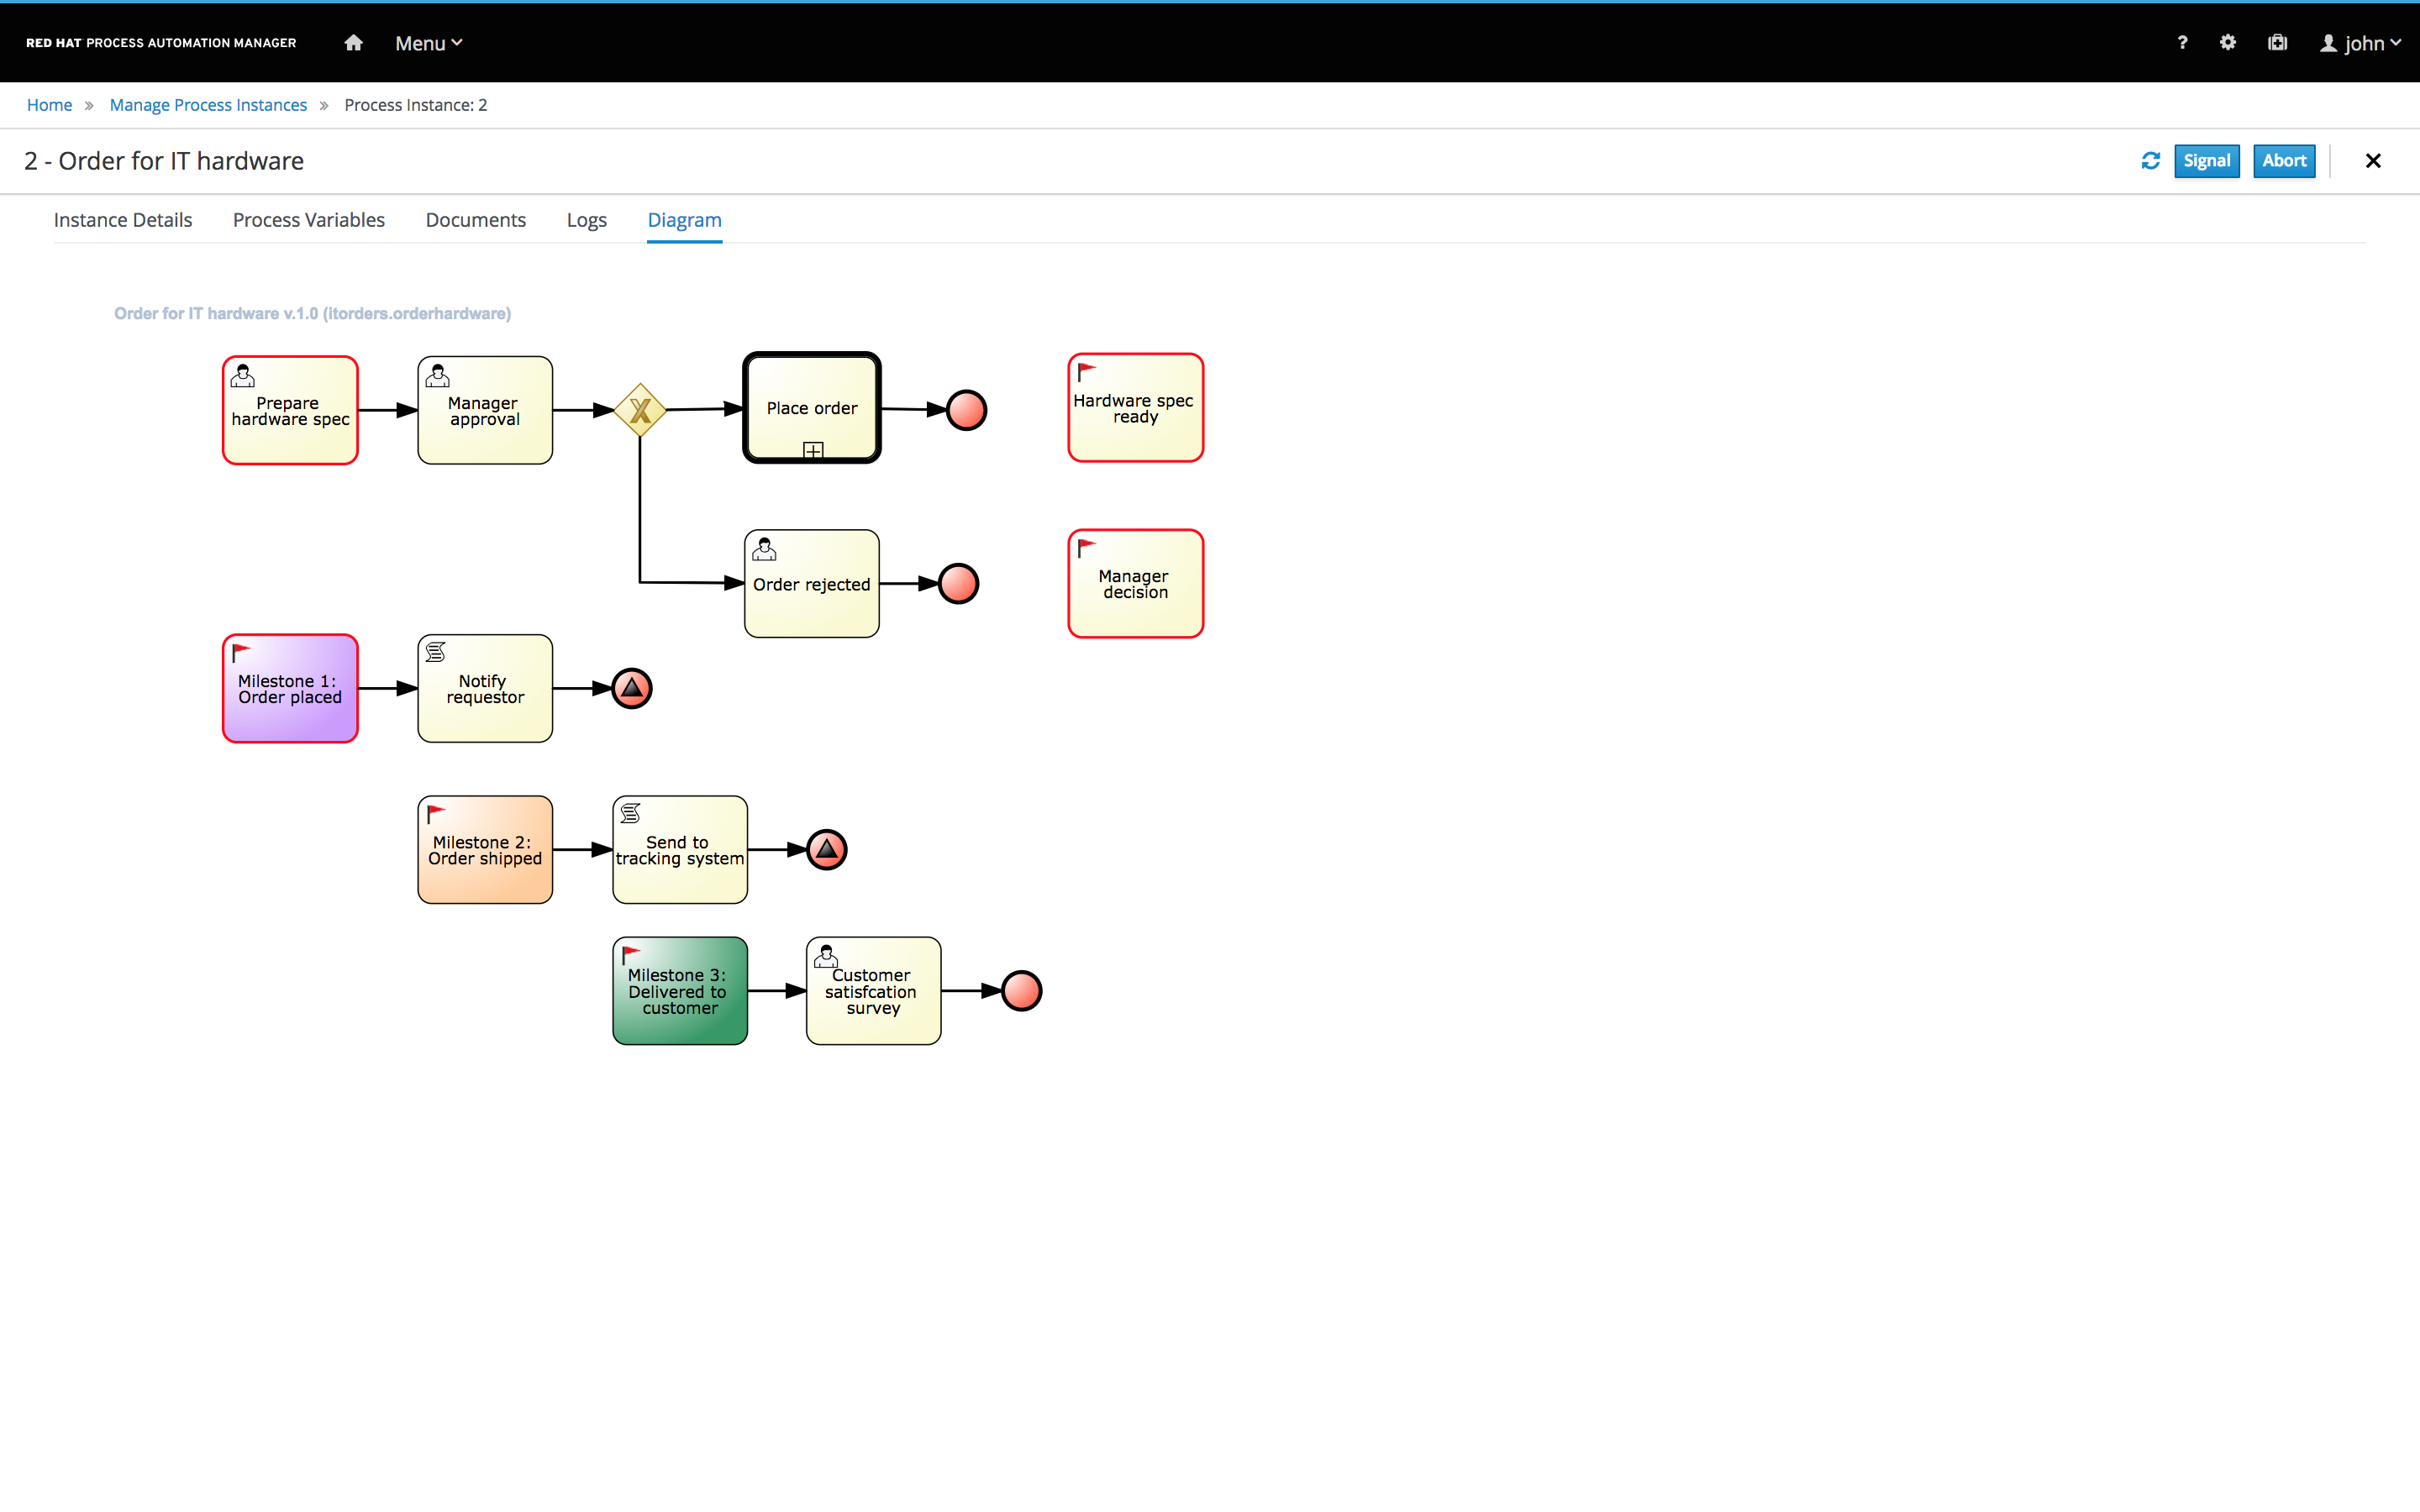 RED HAT PROCESS AUTOMATION MANAGER
Menu
?
john
Home » Manage Process Instances » Process Instance: 2
2 - Order for IT hardware
Signal
Abort
Instance Details
Process Variables
Documents
Logs
Diagram
Order for IT hardware v.1.0 (itorders.orderhardware)
Prepare
hardware spec
Manager
approval
Place order
Hardware spec
ready
Order rejected
Manager
decision
Milestone 1:
Order placed
Notify
requestor
Milestone 2:
Order shipped
Send to
tracking system
Milestone 3:
Delivered to
customer
Customer
satisfcation
survey